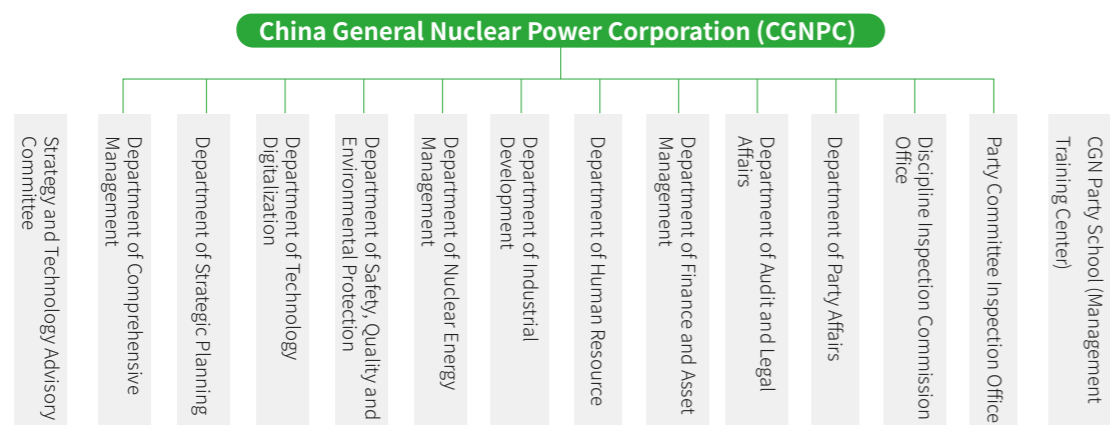 China General Nuclear Power Corporation (CGNPC)
Strategy and Technology Advisory
Committee
Department of Comprehensive
Management
Department of Strategic Planning
Department of Technology
Digitalization
Department of Safety, Quality and
Environmental Protection
Department of Nuclear Energy
Management
Department of Industrial
Development
Department of Human Resource
Department of Finance and Asset
Management
Department of Audit and Legal
Affairs
Department of Party Affairs
Discipline Inspection Commission
Office
Party Committee Inspection Office
CGN Party School (Management
Training Center)